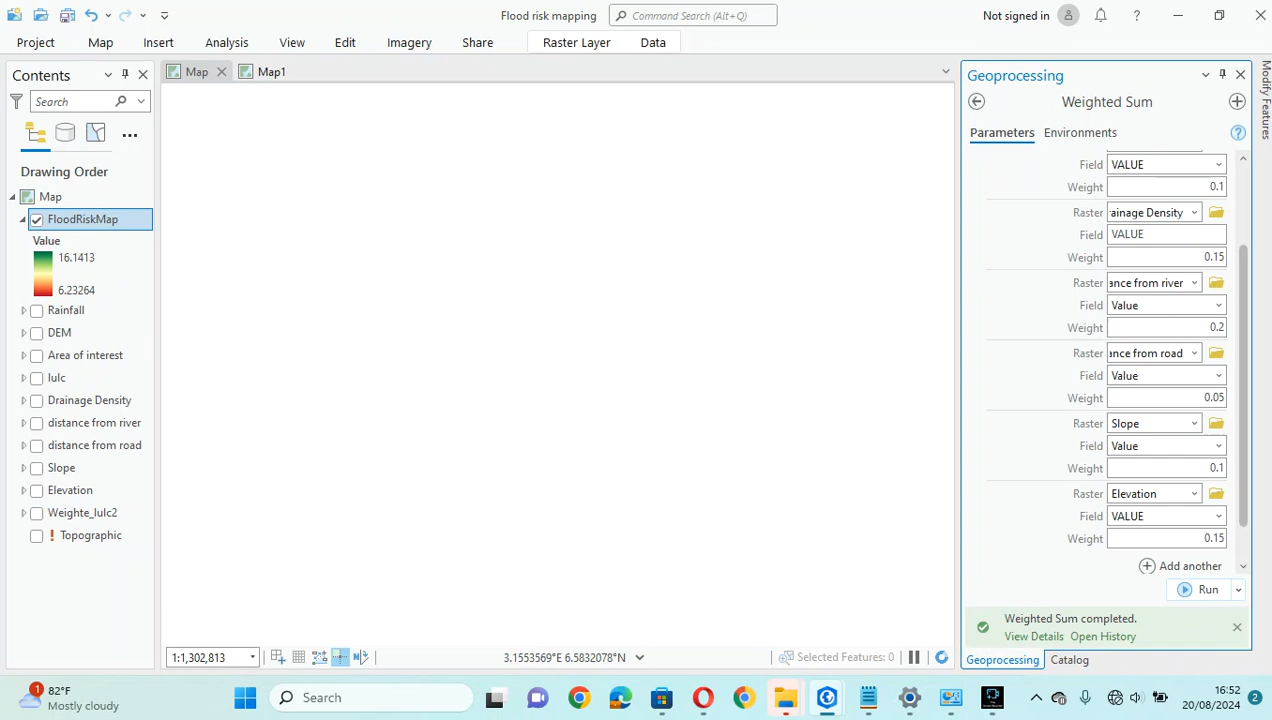 Flood risk mapping
Command Search (Alt+Q)
Not signed in
?
Project
Map
Insert
Analysis
View
Edit
Imagery
Share
Raster Layer
Data
Contents
Search
Drawing Order
Map
FloodRiskMap
Value
16.1413
6.23264
Rainfall
DEM
Area of interest
lulc
Drainage Density
distance from river
distance from road
Slope
Elevation
Weighte_lulc2
! Topographic
Map
Map1
1:1,302,813
3.1553569°E 6.5832078°N
Selected Features: 0
Geoprocessing
Weighted Sum
Parameters
Environments
?
Field VALUE
Weight 0.1
Raster rainage Density
Field VALUE
Weight 0.15
Raster ance from river
Field Value
Weight 0.2
Raster ance from road
Field Value
Weight 0.05
Raster Slope
Field Value
Weight 0.1
Raster Elevation
Field VALUE
Weight 0.15
Add another
Run
Weighted Sum completed.
View Details Open History
Geoprocessing
Catalog
Modify Features
1
82°F
Mostly cloudy
Search
16:52
20/08/2024
2